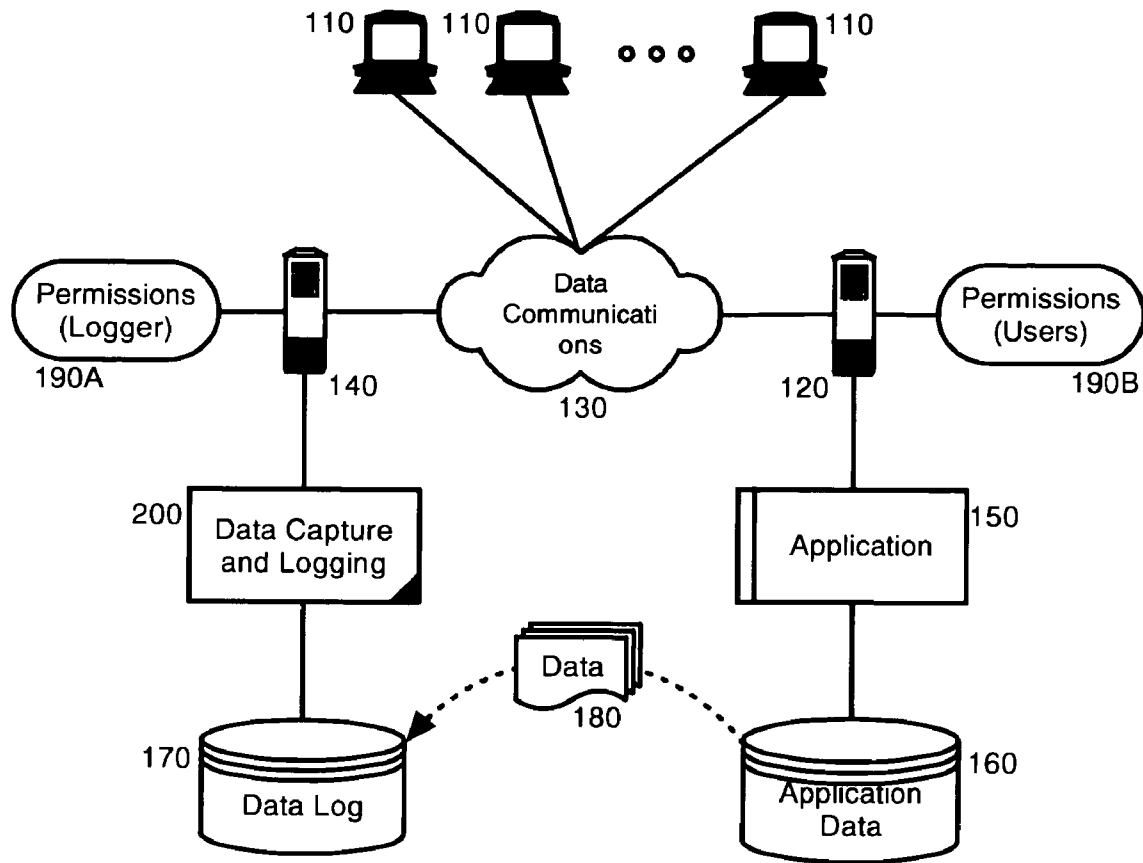 110
110
110
Permissions
(Logger)
190A
140
Data
Communicati
ons
130
120
Permissions
(Users)
190B
200
Data Capture
and Logging
150
Application
Data
180
170
Data Log
160
Application
Data